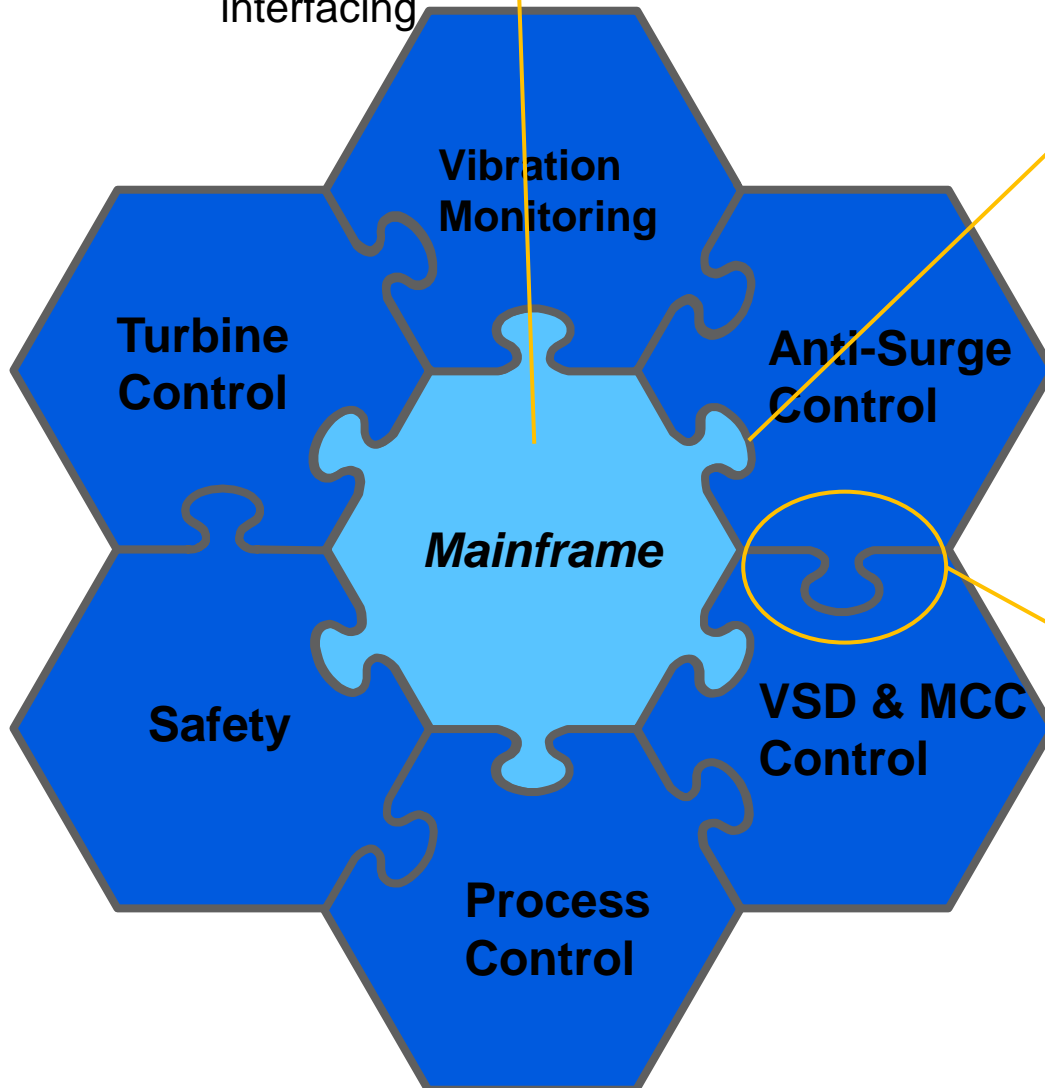 Interfacing
Vibration
Monitoring
Turbine
Control
Anti-Surge
Control
Mainframe
Safety
VSD & MCC
Control
Process
Control